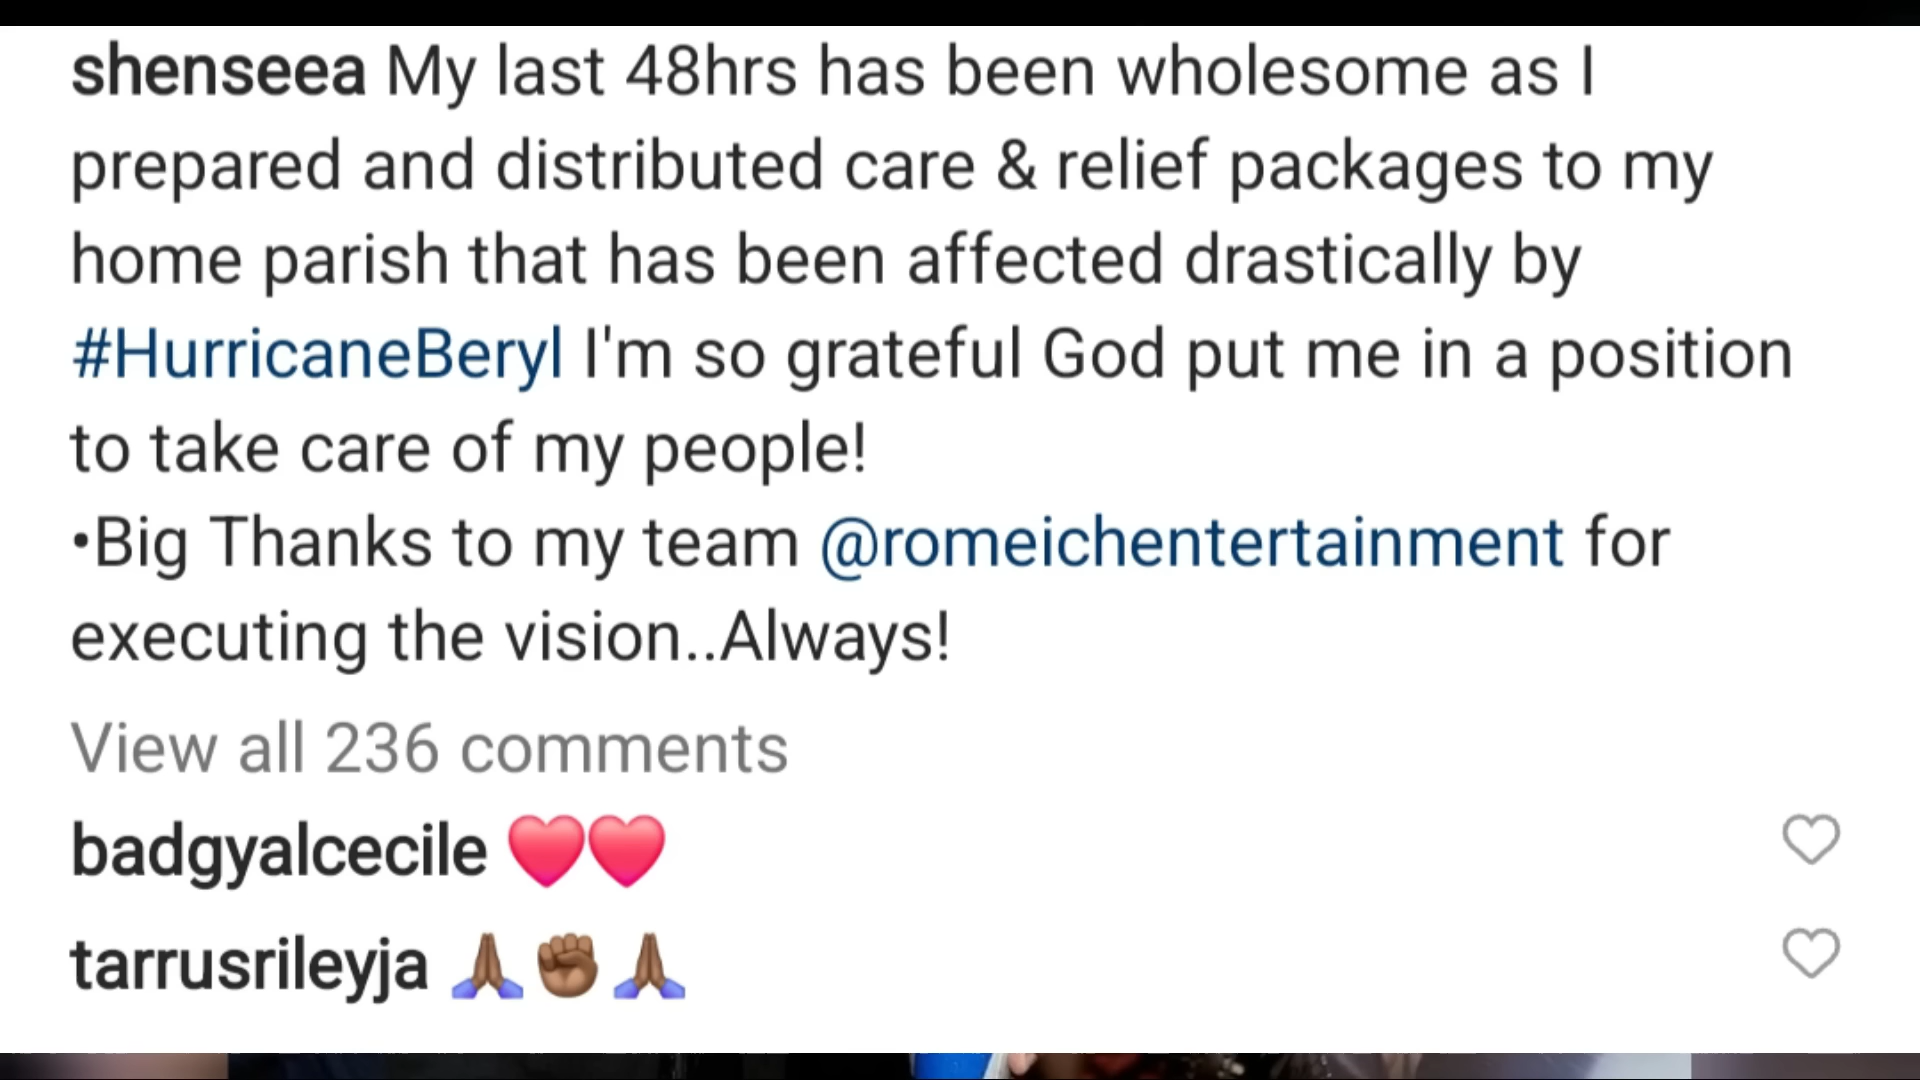 shenseea My last 48hrs has been wholesome as I
prepared and distributed care & relief packages to my
home parish that has been affected drastically by
#HurricaneBeryl I'm so grateful God put me in a position
to take care of my people!
•Big Thanks to my team @romeichentertainment for
executing the vision..Always!
View all 236 comments
badgyalcecile ❤️❤️
tarrusrileyja 🙏🏾✊🏾🙏🏾